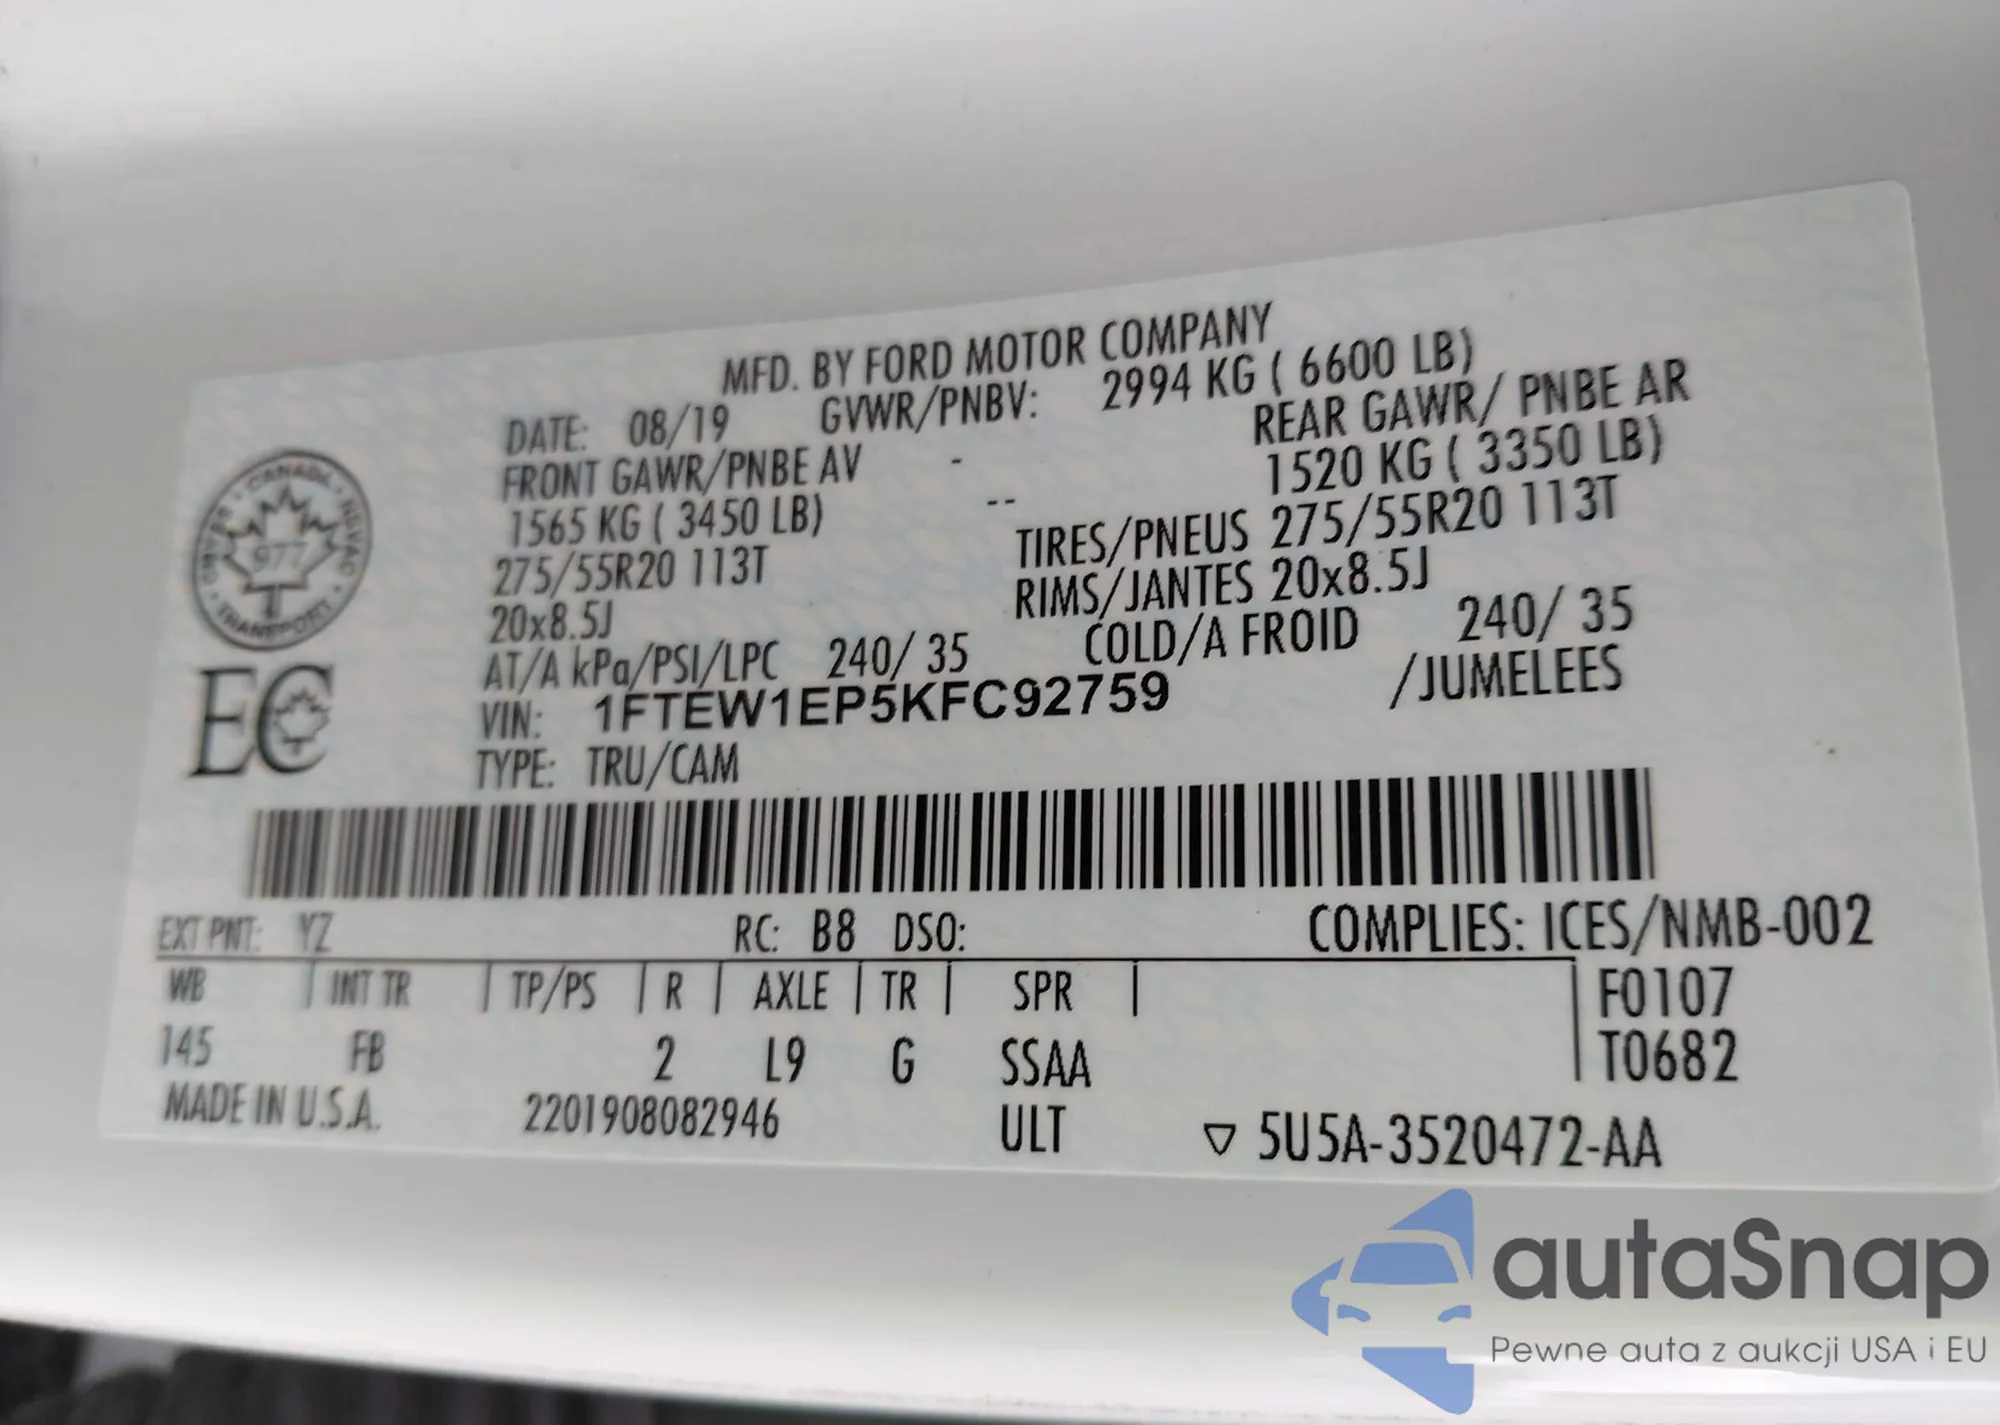 MFD. BY FORD MOTOR COMPANY
DATE: 08/19 GVWR/PNBV: 2994 KG ( 6600 LB)
FRONT GAWR/PNBE AV - REAR GAWR/ PNBE AR
1565 KG ( 3450 LB) -- 1520 KG ( 3350 LB)
275/55R20 113T TIRES/PNEUS 275/55R20 113T
20x8.5J RIMS/JANTES 20x8.5J
AT/A kPa/PSI/LPC 240/ 35 COLD/A FROID 240/ 35
VIN: 1FTEW1EP5KFC92759 /JUMELEES
TYPE: TRU/CAM
CANADA
977
TRANSPORT
EC
EXT PNT: YZ RC: B8 DSO: COMPLIES: ICES/NMB-002
WB | INT TR | TP/PS | R | AXLE | TR | SPR | F0107
145 FB 2 L9 G SSAA T0682
MADE IN U.S.A. 2201908082946 ULT ▽ 5U5A-3520472-AA
autaSnap
Pewne auta z aukcji USA i EU